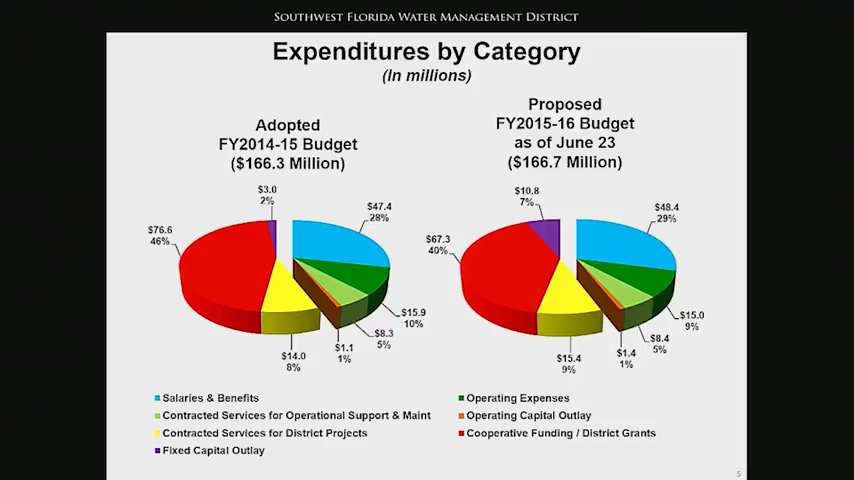 SOUTHWEST FLORIDA WATER MANAGEMENT DISTRICT
Expenditures by Category
(In millions)
Adopted
FY2014-15 Budget
($166.3 Million)
$3.0
2%
$47.4
28%
$76.6
46%
$15.9
10%
$8.3
5%
$1.1
1%
$14.0
8%
Proposed
FY2015-16 Budget
as of June 23
($166.7 Million)
$10.8
7%
$48.4
29%
$67.3
40%
$15.0
9%
$8.4
5%
$1.4
1%
$15.4
9%
Salaries & Benefits
Operating Expenses
Contracted Services for Operational Support & Maint
Operating Capital Outlay
Contracted Services for District Projects
Cooperative Funding / District Grants
Fixed Capital Outlay
5